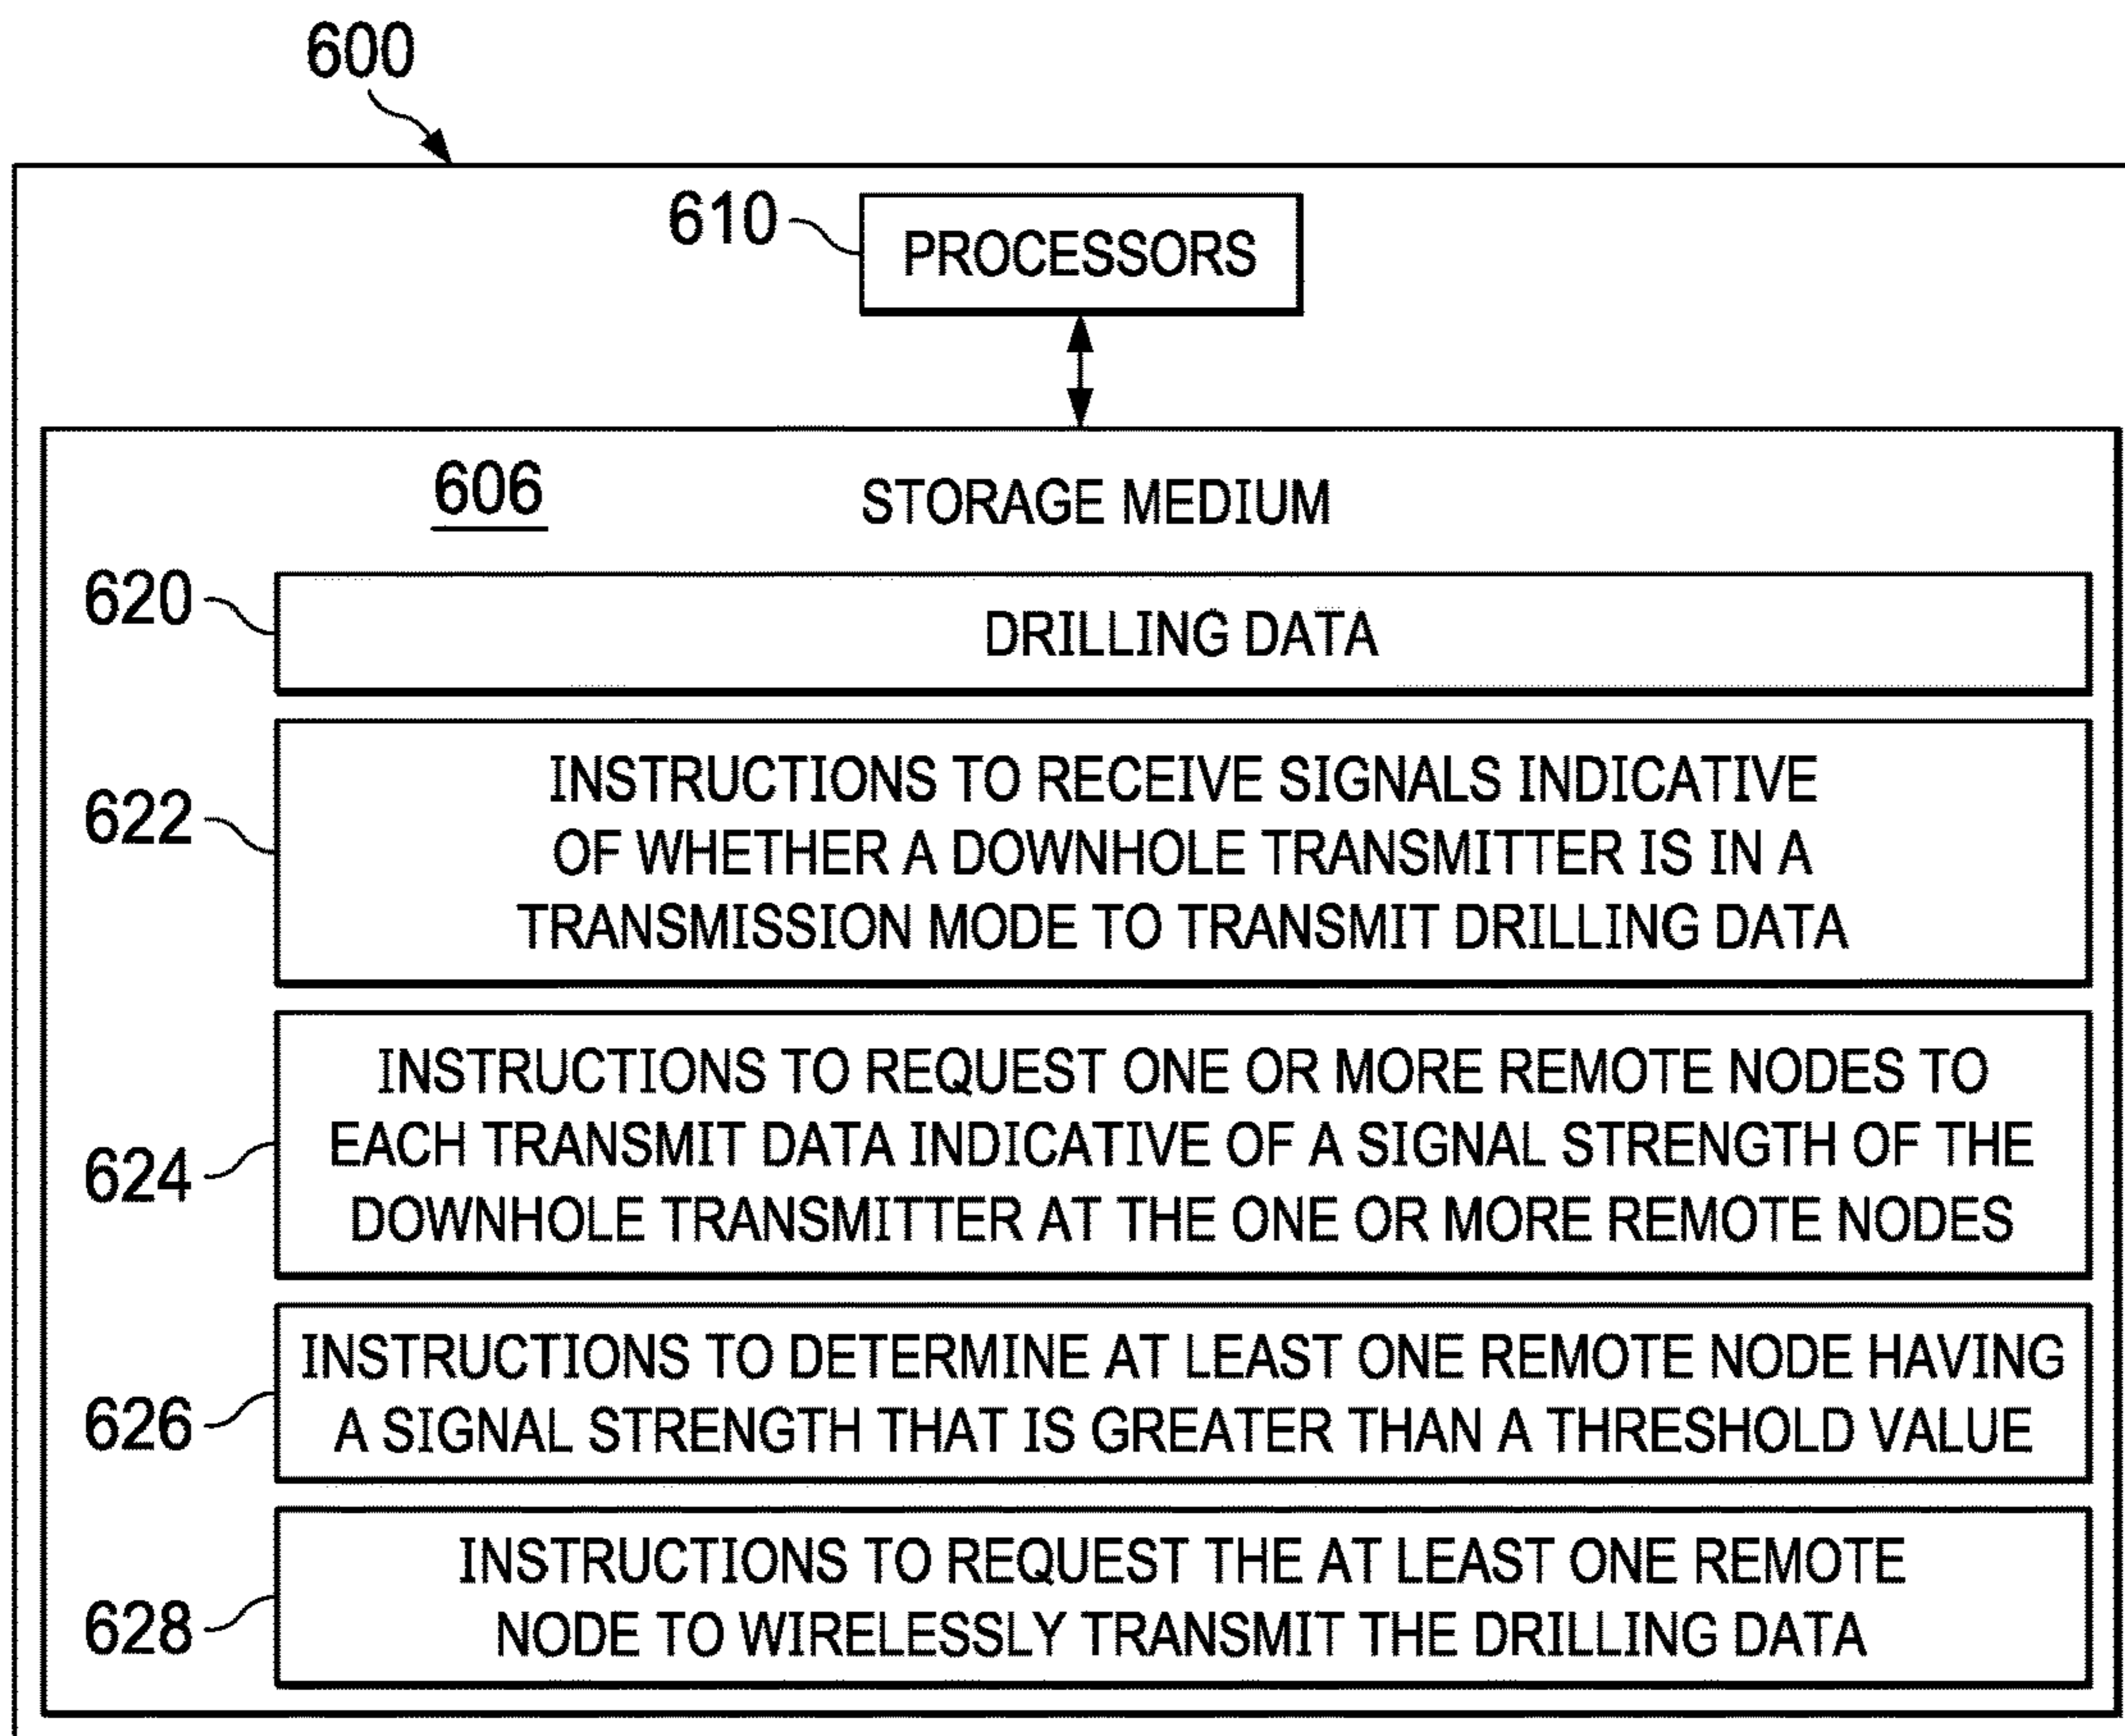 600
610
PROCESSORS
606
STORAGE MEDIUM
620
DRILLING DATA
622
INSTRUCTIONS TO RECEIVE SIGNALS INDICATIVE
OF WHETHER A DOWNHOLE TRANSMITTER IS IN A
TRANSMISSION MODE TO TRANSMIT DRILLING DATA
624
INSTRUCTIONS TO REQUEST ONE OR MORE REMOTE NODES TO
EACH TRANSMIT DATA INDICATIVE OF A SIGNAL STRENGTH OF THE
DOWNHOLE TRANSMITTER AT THE ONE OR MORE REMOTE NODES
626
INSTRUCTIONS TO DETERMINE AT LEAST ONE REMOTE NODE HAVING
A SIGNAL STRENGTH THAT IS GREATER THAN A THRESHOLD VALUE
628
INSTRUCTIONS TO REQUEST THE AT LEAST ONE REMOTE
NODE TO WIRELESSLY TRANSMIT THE DRILLING DATA